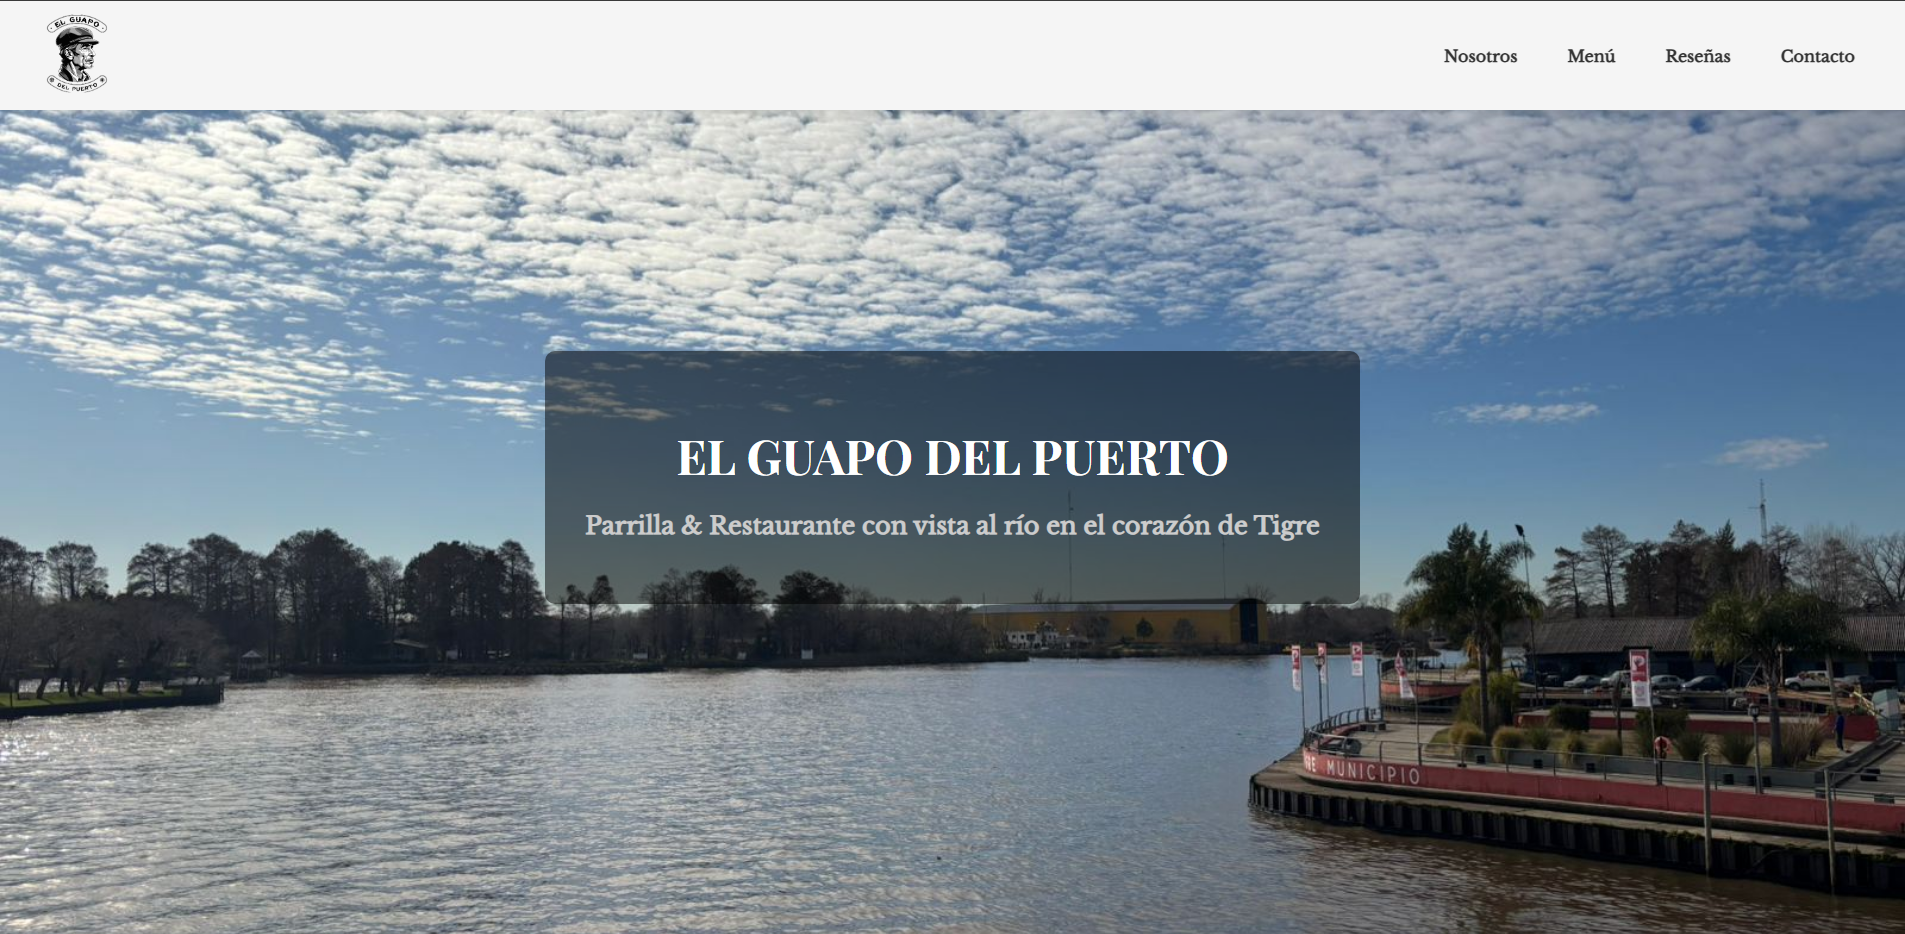 EL GUAPO
DEL PUERTO
Nosotros Menú Reseñas Contacto
EL GUAPO DEL PUERTO
Parrilla & Restaurante con vista al río en el corazón de Tigre
MUNICIPIO